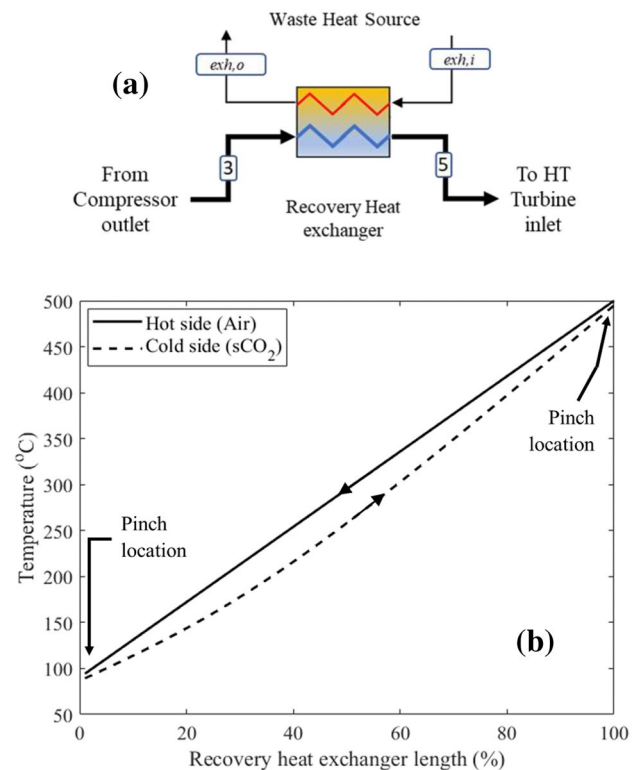 Waste Heat Source
exh,o
exh,i
(a)
3
5
From
Compressor
outlet
To HT
Turbine
inlet
Recovery Heat
exchanger
500
450
400
350
300
250
200
150
100
50
Temperature (°C)
Hot side (Air)
Cold side (sCO₂)
Pinch
location
Pinch
location
(b)
0
20
40
60
80
100
Recovery heat exchanger length (%)